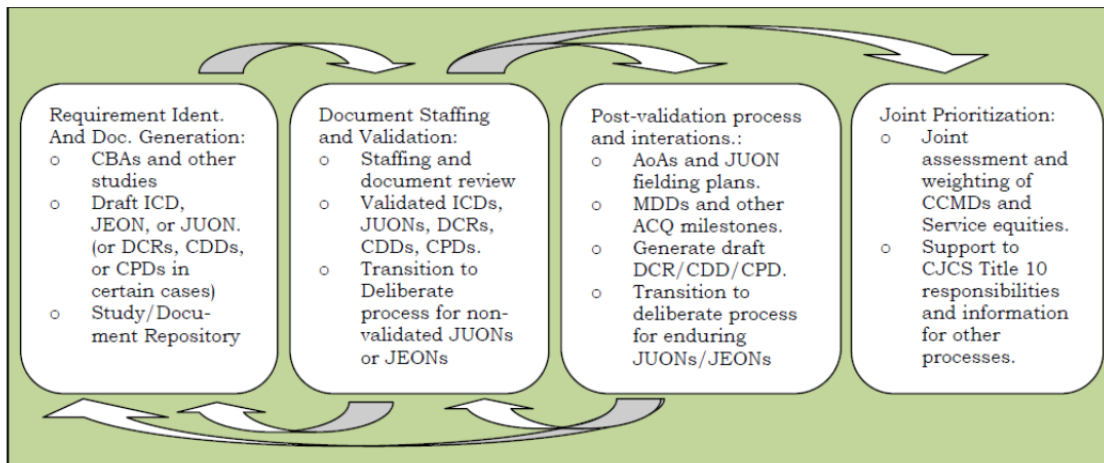 Requirement Ident.
And Doc. Generation:
o CBAs and other
studies
o Draft ICD,
JEON, or JUON.
(or DCRs, CDDs,
or CPDs in
certain cases)
o Study/Docu-
ment Repository
Document Staffing
and Validation:
o Staffing and
document review
o Validated ICDs,
JUONs, DCRs,
CDDs, CPDs.
o Transition to
Deliberate
process for non-
validated JUONs
or JEONs
Post-validation process
and interations.:
o AoAs and JUON
fielding plans.
o MDDs and other
ACQ milestones.
o Generate draft
DCR/CDD/CPD.
o Transition to
deliberate process
for enduring
JUONs/JEONs
Joint Prioritization:
o Joint
assessment and
weighting of
CCMDs and
Service equities.
o Support to
CJCS Title 10
responsibilities
and information
for other
processes.